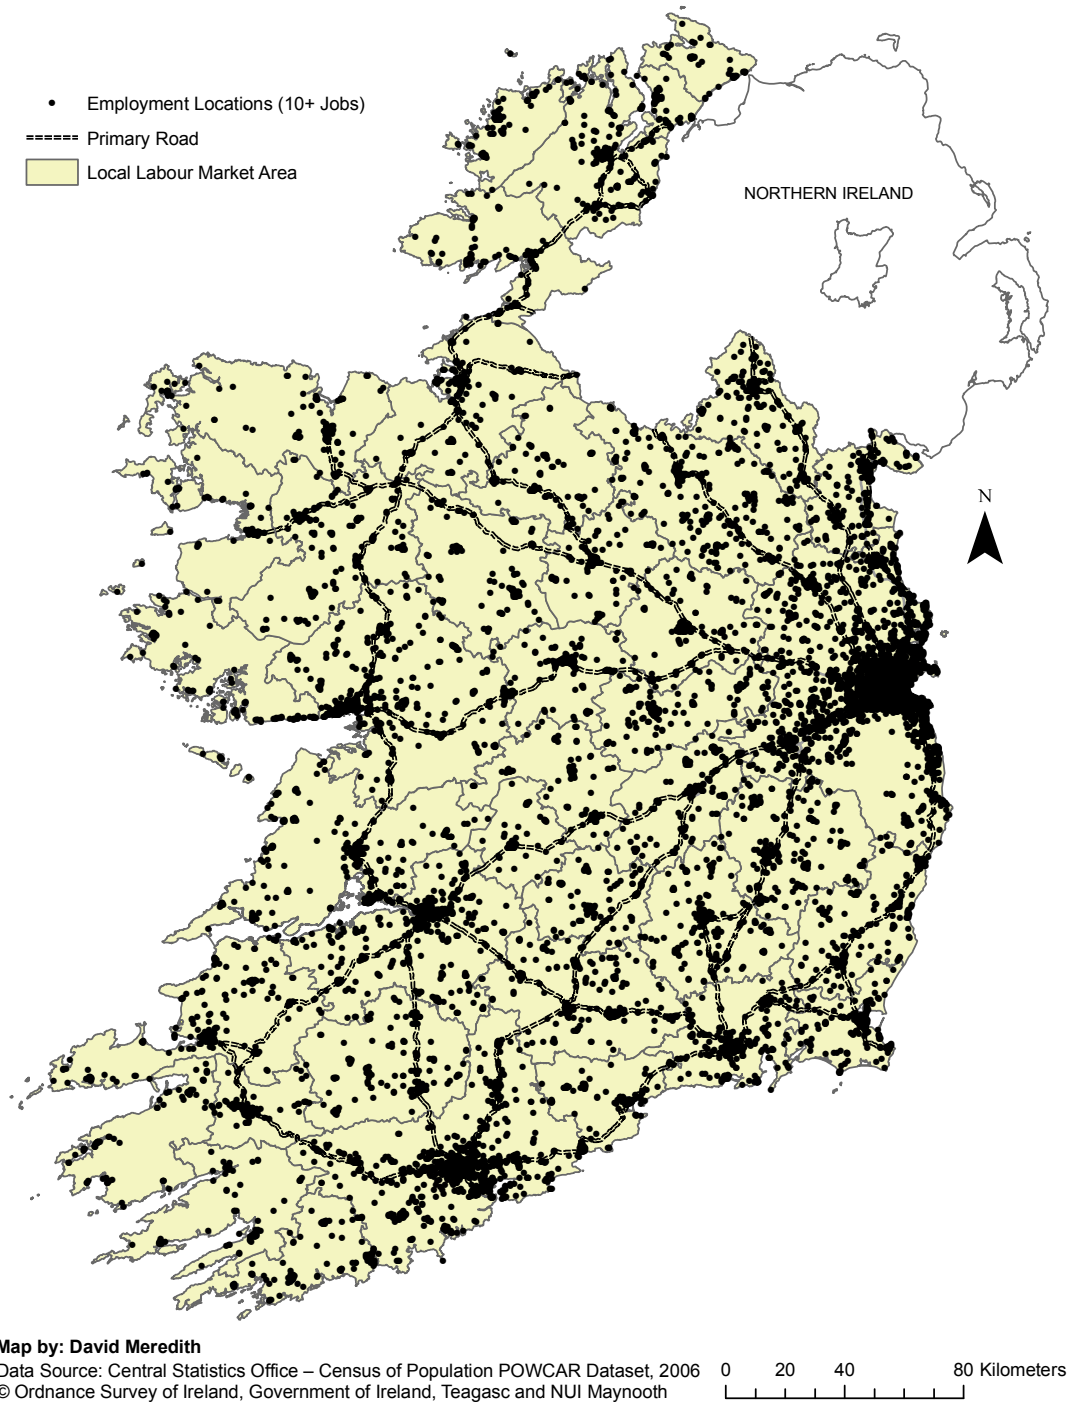 Employment Locations (10+ Jobs)
Primary Road
Local Labour Market Area
NORTHERN IRELAND
N
Map by: David Meredith
Data Source: Central Statistics Office – Census of Population POWCAR Dataset, 2006
© Ordnance Survey of Ireland, Government of Ireland, Teagasc and NUI Maynooth
0 20 40 80 Kilometers